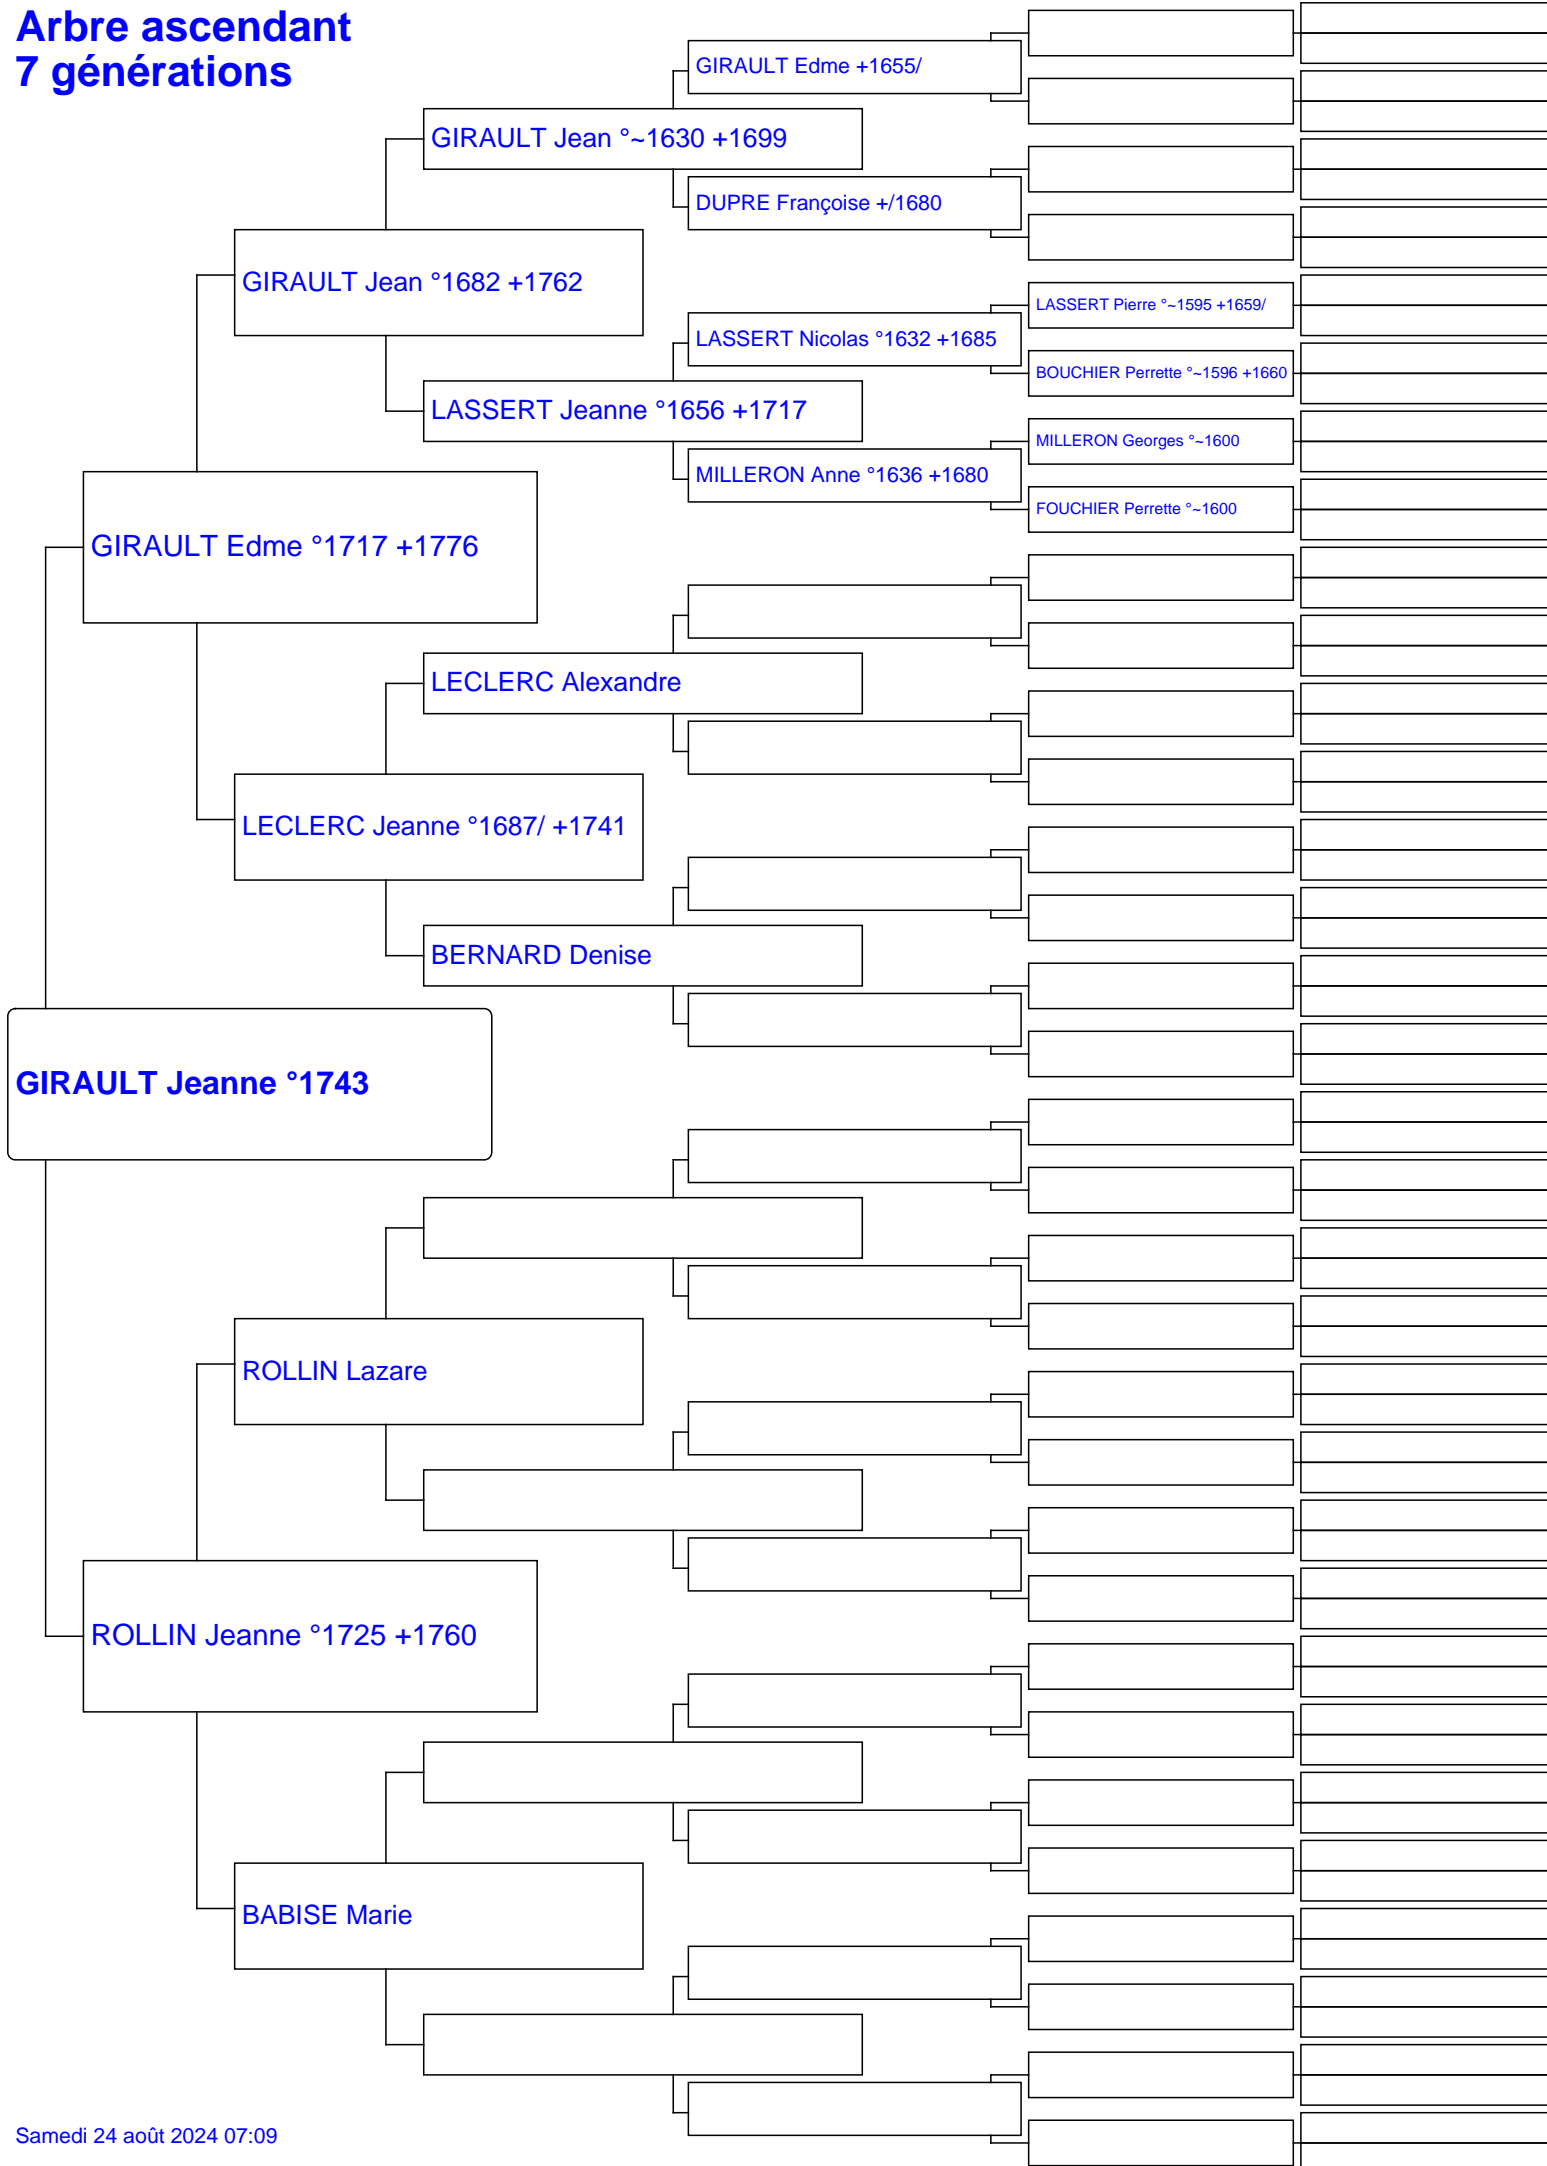 Arbre ascendant
7 générations
GIRAULT Edme +1655/
GIRAULT Jean °~1630 +1699
DUPRE Françoise +/1680
GIRAULT Jean °1682 +1762
LASSERT Pierre °~1595 +1659/
LASSERT Nicolas °1632 +1685
BOUCHIER Perrette °~1596 +1660
LASSERT Jeanne °1656 +1717
MILLERON Georges °~1600
MILLERON Anne °1636 +1680
FOUCHIER Perrette °~1600
GIRAULT Edme °1717 +1776
LECLERC Alexandre
LECLERC Jeanne °1687/ +1741
BERNARD Denise
GIRAULT Jeanne °1743
ROLLIN Lazare
ROLLIN Jeanne °1725 +1760
BABISE Marie
Samedi 24 août 2024 07:09